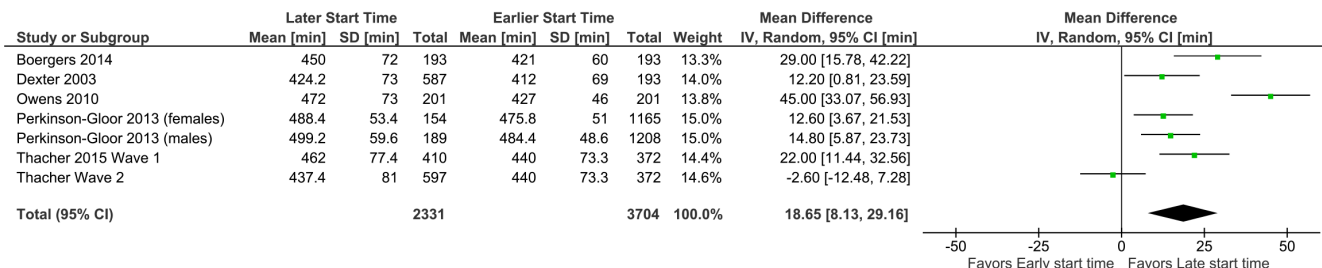 Later Start Time Earlier Start Time Mean Difference Mean Difference
Study or Subgroup Mean [min] SD [min] Total Mean [min] SD [min] Total Weight IV, Random, 95% CI [min] IV, Random, 95% CI [min]
Boergers 2014 450 72 193 421 60 193 13.3% 29.00 [15.78, 42.22]
Dexter 2003 424.2 73 587 412 69 193 14.0% 12.20 [0.81, 23.59]
Owens 2010 472 73 201 427 46 201 13.8% 45.00 [33.07, 56.93]
Perkinson-Gloor 2013 (females) 488.4 53.4 154 475.8 51 1165 15.0% 12.60 [3.67, 21.53]
Perkinson-Gloor 2013 (males) 499.2 59.6 189 484.4 48.6 1208 15.0% 14.80 [5.87, 23.73]
Thacher 2015 Wave 1 462 77.4 410 440 73.3 372 14.4% 22.00 [11.44, 32.56]
Thacher Wave 2 437.4 81 597 440 73.3 372 14.6% -2.60 [-12.48, 7.28]
Total (95% CI) 2331 3704 100.0% 18.65 [8.13, 29.16]
-50 -25 0 25 50
Favors Early start time Favors Late start time